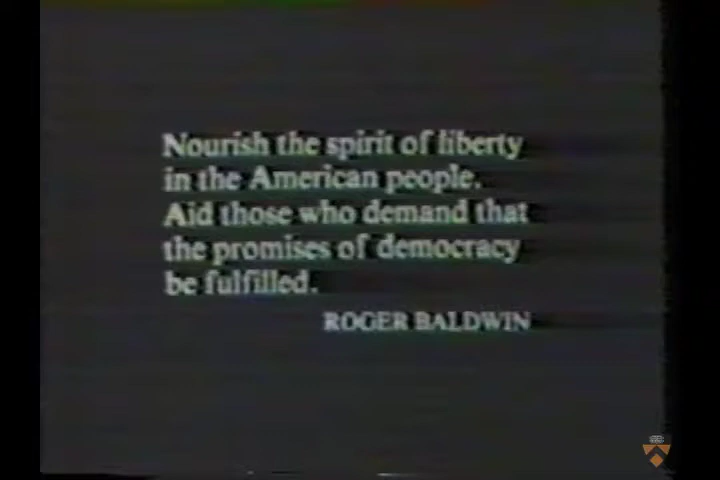 Nourish the spirit of liberty
in the American people.
Aid those who demand that
the promises of democracy
be fulfilled.
ROGER BALDWIN